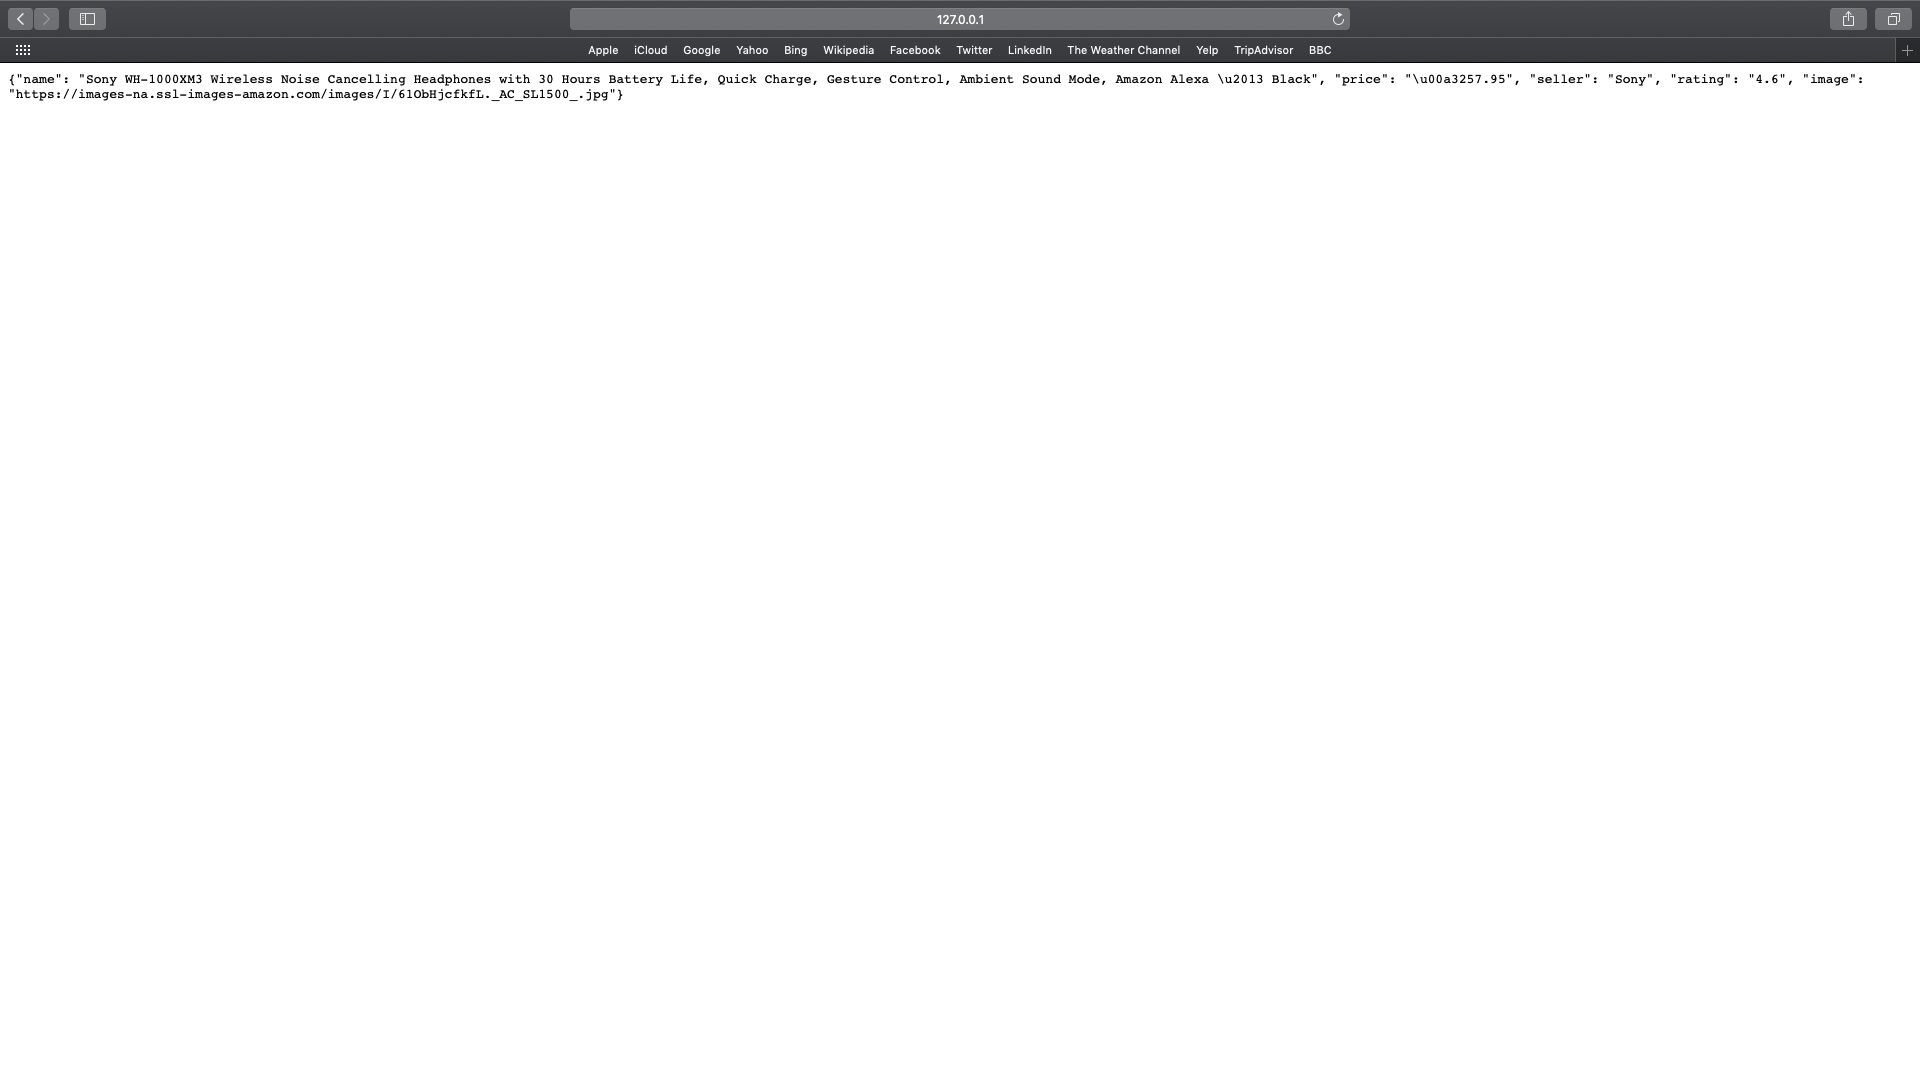 127.0.0.1
Apple iCloud Google Yahoo Bing Wikipedia Facebook Twitter LinkedIn The Weather Channel Yelp TripAdvisor BBC
{"name": "Sony WH-1000XM3 Wireless Noise Cancelling Headphones with 30 Hours Battery Life, Quick Charge, Gesture Control, Ambient Sound Mode, Amazon Alexa \u2013 Black", "price": "\u00a3257.95", "seller": "Sony", "rating": "4.6", "image":
"https://images-na.ssl-images-amazon.com/images/I/61ObHjcfkfL._AC_SL1500_.jpg"}